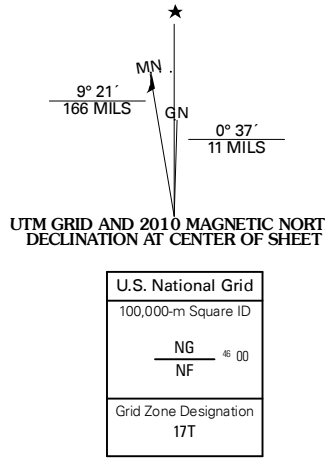 ★
MN
9° 21´
166 MILS
GN
0° 37´
11 MILS
UTM GRID AND 2010 MAGNETIC NORT
DECLINATION AT CENTER OF SHEET
U.S. National Grid
100,000-m Square ID
NG
46 00
NF
Grid Zone Designation
17T